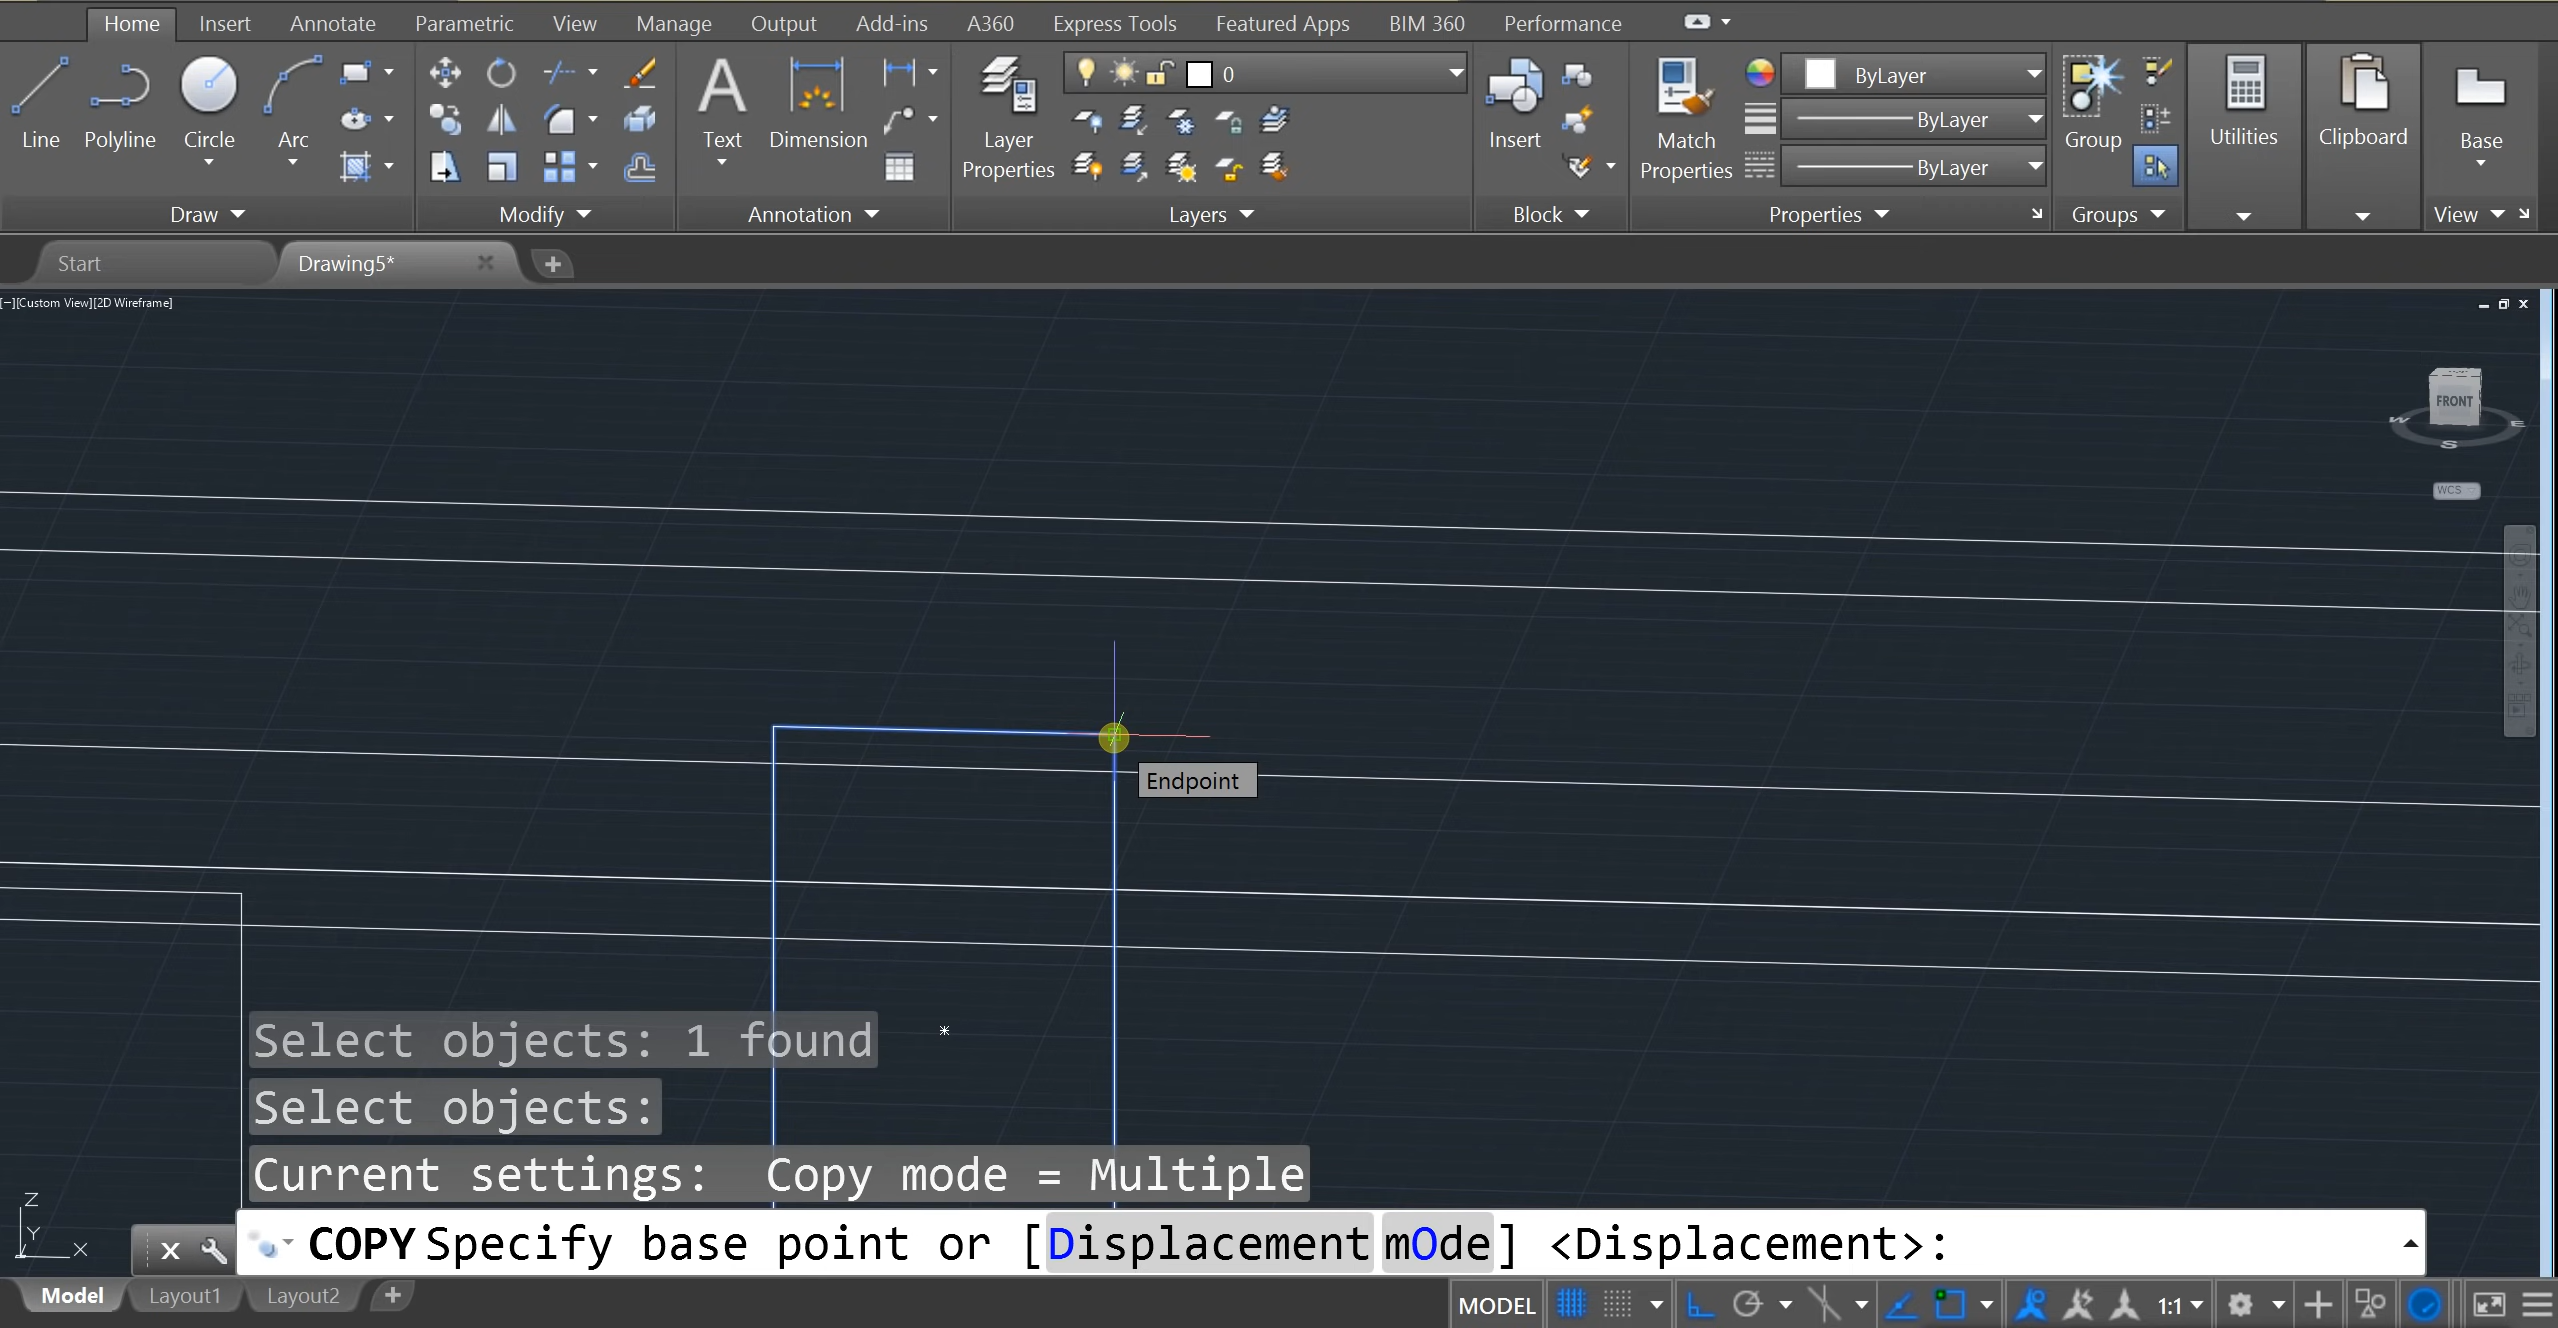 Home Insert Annotate Parametric View Manage Output Add-ins A360 Express Tools Featured Apps BIM 360 Performance
Line Polyline Circle Arc
Text Dimension
Layer Properties
0
Insert
Match Properties
ByLayer
ByLayer
ByLayer
Group
Utilities
Clipboard
Base
Draw Modify Annotation Layers Block Properties Groups View
Start Drawing5*
[−][Custom View][2D Wireframe]
FRONT
W S E
WCS
Endpoint
Select objects: 1 found
Select objects:
Current settings: Copy mode = Multiple
COPY Specify base point or [Displacement mOde] <Displacement>:
Z
Y
X
Model Layout1 Layout2
MODEL 1:1